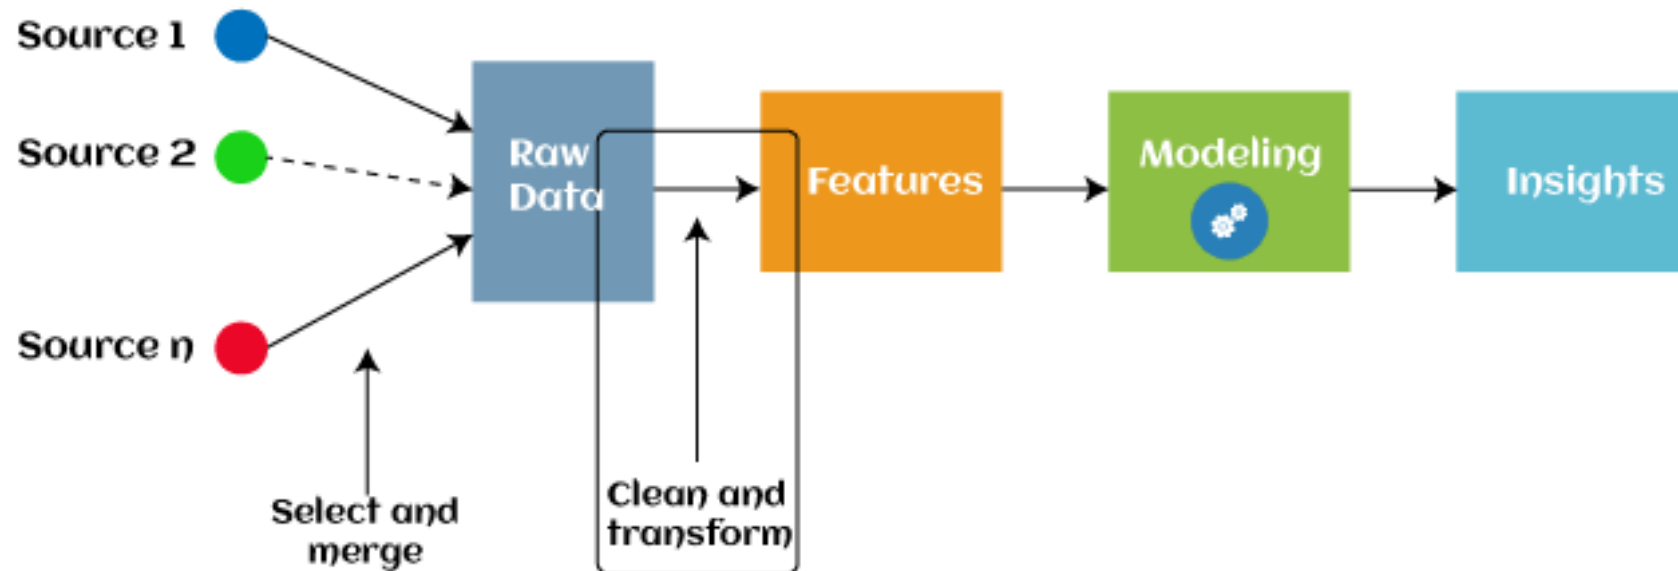 Source 1
Source 2
Source n
Raw
Data
Features
Modeling
Insights
Select and
merge
Clean and
transform